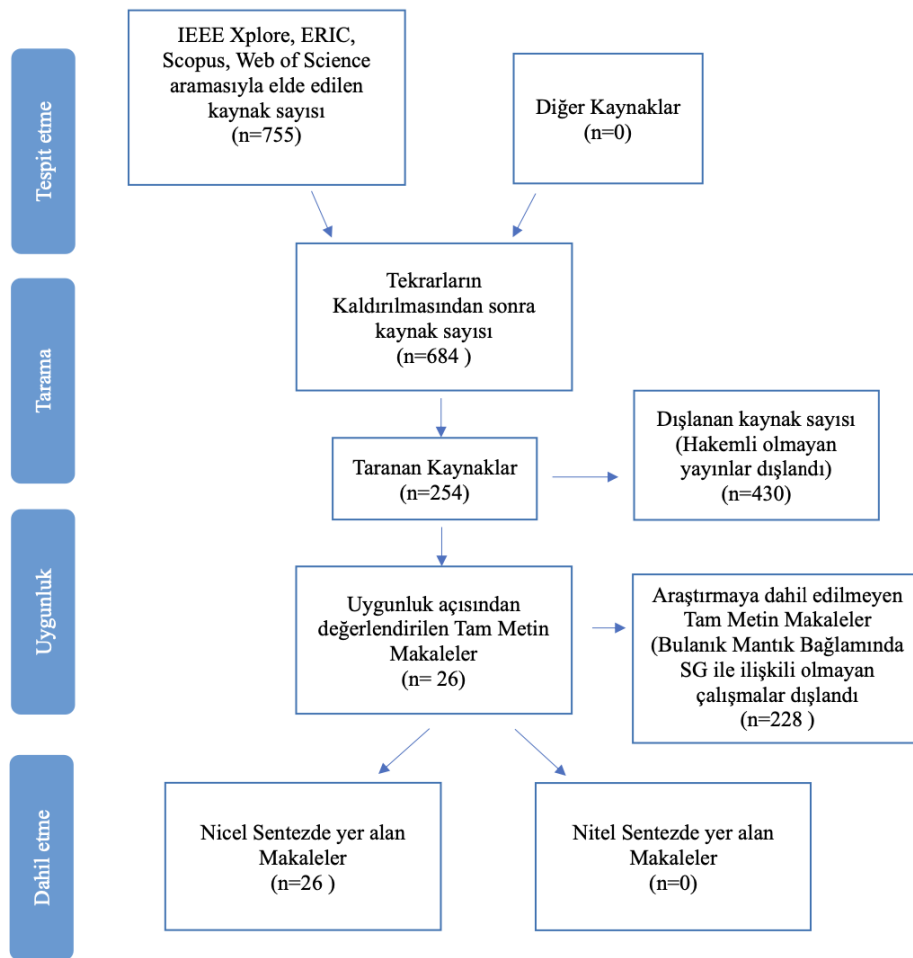 Tespit etme
IEEE Xplore, ERIC,
Scopus, Web of Science
aramasıyla elde edilen
kaynak sayısı
(n=755)
Diğer Kaynaklar
(n=0)
Tarama
Tekrarların
Kaldırılmasından sonra
kaynak sayısı
(n=684 )
Taranan Kaynaklar
(n=254)
Dışlanan kaynak sayısı
(Hakemli olmayan
yayınlar dışlandı)
(n=430)
Uygunluk
Uygunluk açısından
değerlendirilen Tam Metin
Makaleler
(n= 26)
Araştırmaya dahil edilmeyen
Tam Metin Makaleler
(Bulanık Mantık Bağlamında
SG ile ilişkili olmayan
çalışmalar dışlandı
(n=228 )
Dahil etme
Nicel Sentezde yer alan
Makaleler
(n=26 )
Nitel Sentezde yer alan
Makaleler
(n=0)